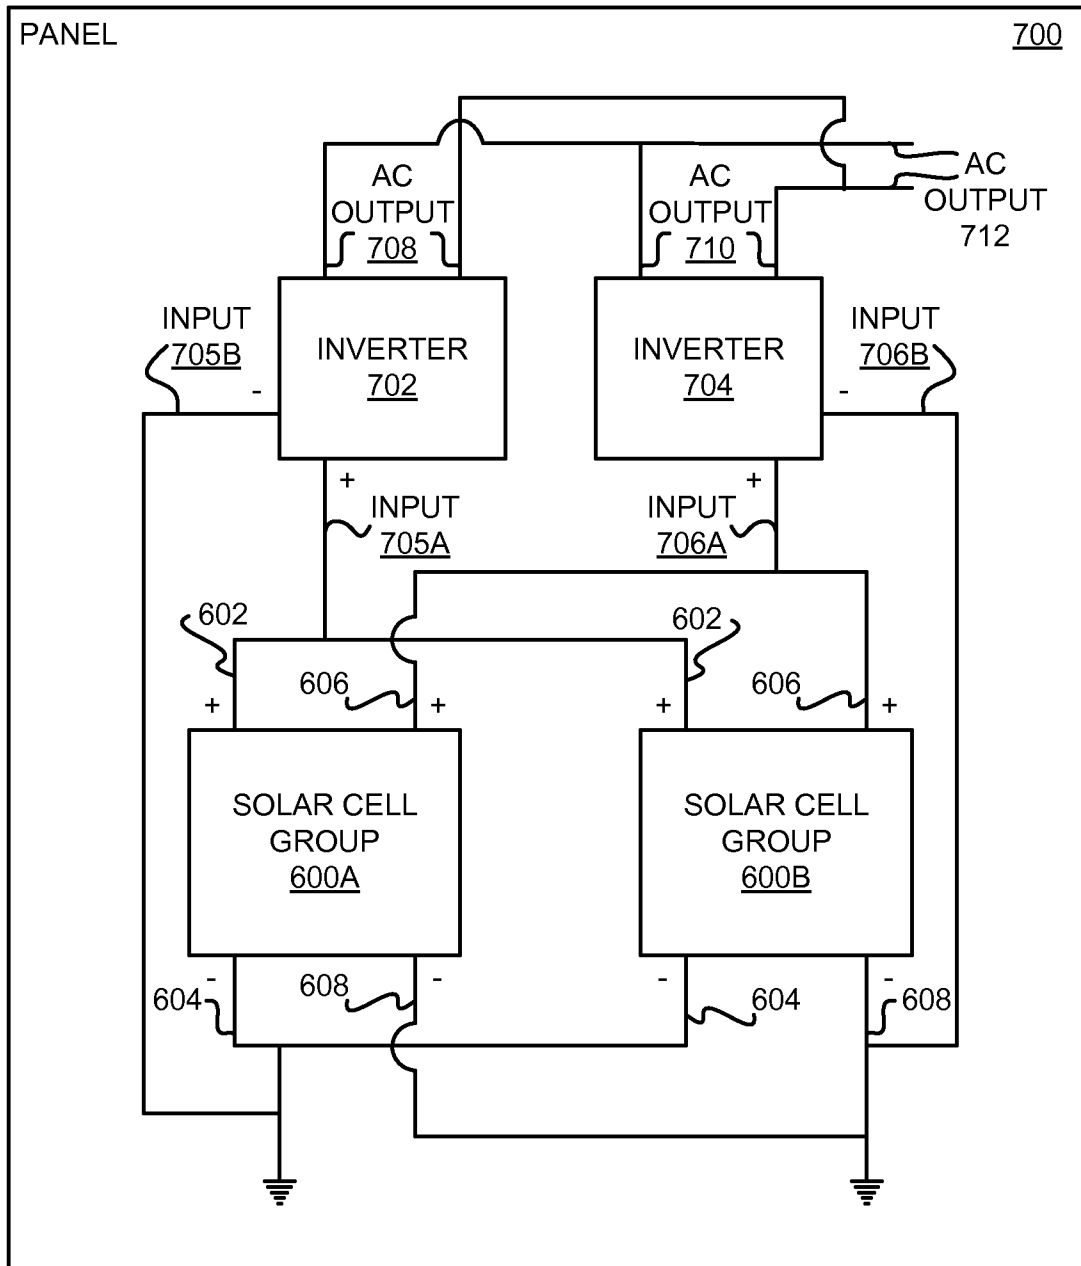 PANEL
700
AC
OUTPUT
708
AC
OUTPUT
710
AC
OUTPUT
712
INPUT
705B
-
INVERTER
702
INVERTER
704
INPUT
706B
-
+
INPUT
705A
+
INPUT
706A
602
602
606
606
+
+
+
+
SOLAR CELL
GROUP
600A
SOLAR CELL
GROUP
600B
-
-
-
-
604
608
604
608